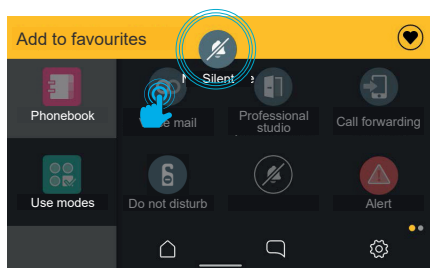 Add to favourites
Silent
Phonebook
mail
Professional
studio
Call forwarding
Use modes
Do not disturb
Alert